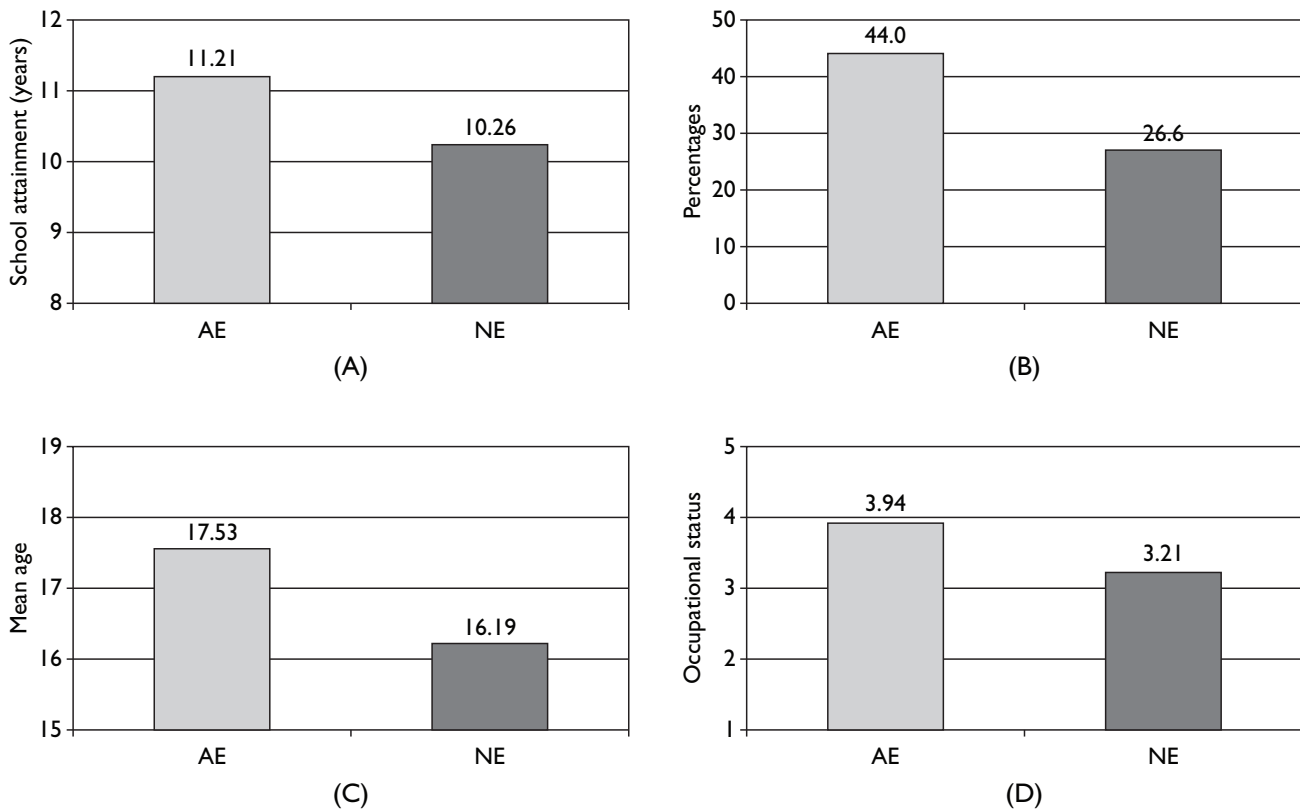 School attainment (years)
12
11
10
9
8
11.21
10.26
AE NE
(A)
Percentages
50
40
30
20
10
0
44.0
26.6
AE NE
(B)
Mean age
19
18
17
16
15
17.53
16.19
AE NE
(C)
Occupational status
5
4
3
2
1
3.94
3.21
AE NE
(D)